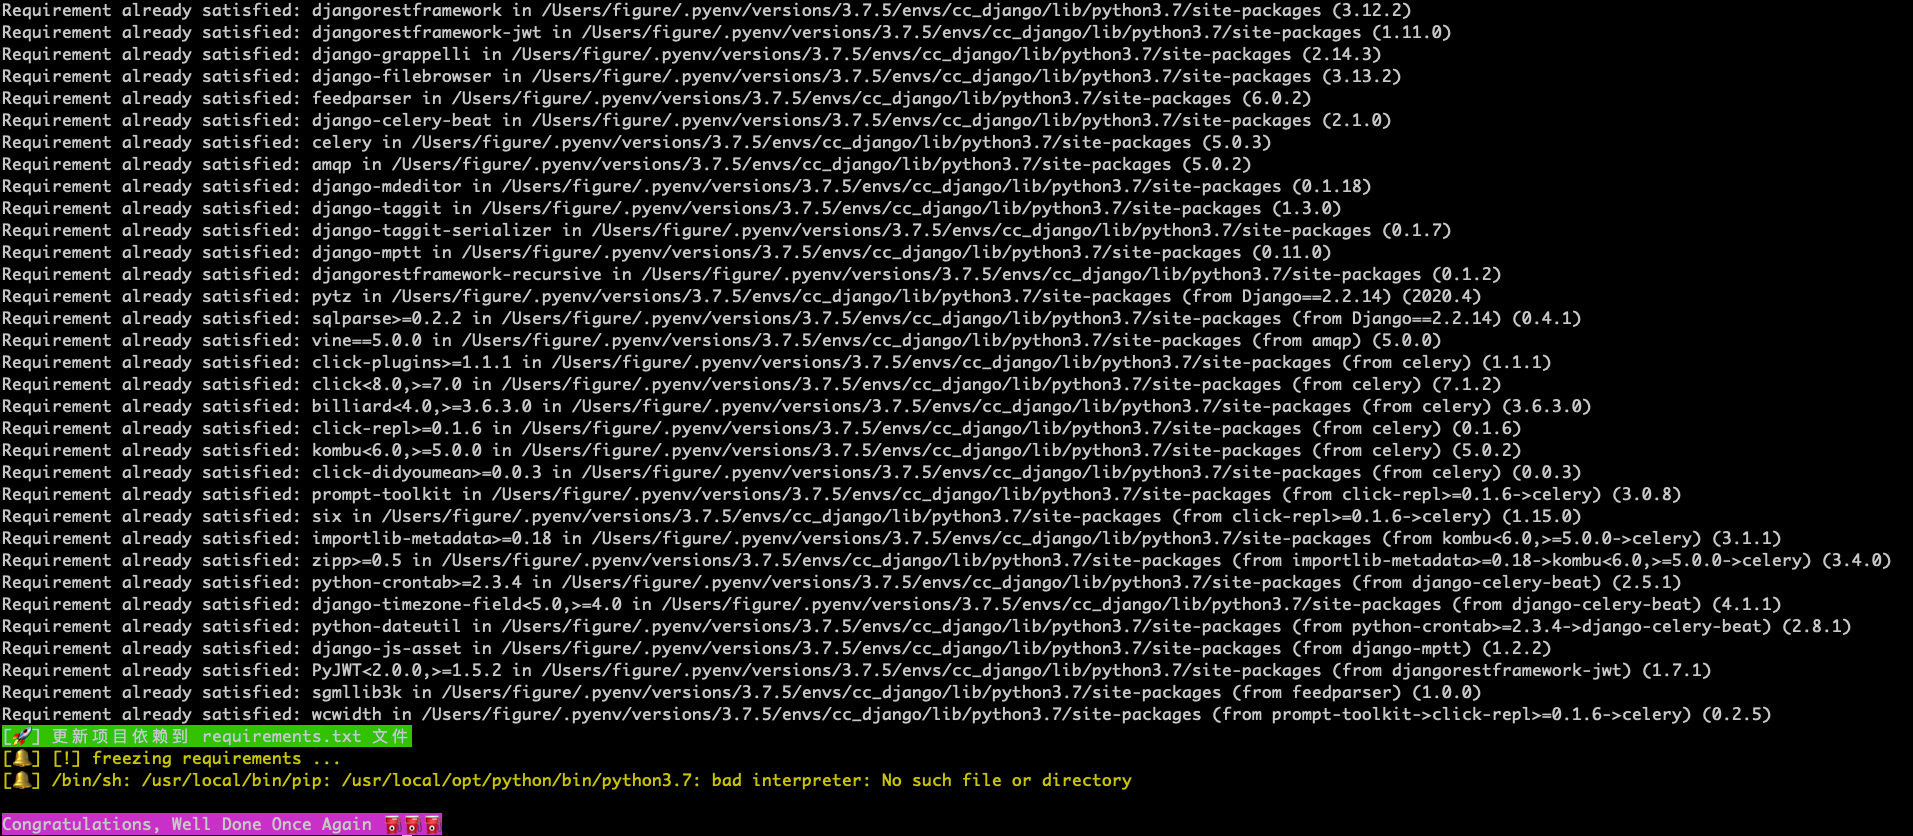 Requirement already satisfied: djangorestframework in /Users/figure/.pyenv/versions/3.7.5/envs/cc_django/lib/python3.7/site-packages (3.12.2)
Requirement already satisfied: djangorestframework-jwt in /Users/figure/.pyenv/versions/3.7.5/envs/cc_django/lib/python3.7/site-packages (1.11.0)
Requirement already satisfied: django-grappelli in /Users/figure/.pyenv/versions/3.7.5/envs/cc_django/lib/python3.7/site-packages (2.14.3)
Requirement already satisfied: django-filebrowser in /Users/figure/.pyenv/versions/3.7.5/envs/cc_django/lib/python3.7/site-packages (3.13.2)
Requirement already satisfied: feedparser in /Users/figure/.pyenv/versions/3.7.5/envs/cc_django/lib/python3.7/site-packages (6.0.2)
Requirement already satisfied: django-celery-beat in /Users/figure/.pyenv/versions/3.7.5/envs/cc_django/lib/python3.7/site-packages (2.1.0)
Requirement already satisfied: celery in /Users/figure/.pyenv/versions/3.7.5/envs/cc_django/lib/python3.7/site-packages (5.0.3)
Requirement already satisfied: amqp in /Users/figure/.pyenv/versions/3.7.5/envs/cc_django/lib/python3.7/site-packages (5.0.2)
Requirement already satisfied: django-mdeditor in /Users/figure/.pyenv/versions/3.7.5/envs/cc_django/lib/python3.7/site-packages (0.1.18)
Requirement already satisfied: django-taggit in /Users/figure/.pyenv/versions/3.7.5/envs/cc_django/lib/python3.7/site-packages (1.3.0)
Requirement already satisfied: django-taggit-serializer in /Users/figure/.pyenv/versions/3.7.5/envs/cc_django/lib/python3.7/site-packages (0.1.7)
Requirement already satisfied: django-mptt in /Users/figure/.pyenv/versions/3.7.5/envs/cc_django/lib/python3.7/site-packages (0.11.0)
Requirement already satisfied: djangorestframework-recursive in /Users/figure/.pyenv/versions/3.7.5/envs/cc_django/lib/python3.7/site-packages (0.1.2)
Requirement already satisfied: pytz in /Users/figure/.pyenv/versions/3.7.5/envs/cc_django/lib/python3.7/site-packages (from Django==2.2.14) (2020.4)
Requirement already satisfied: sqlparse>=0.2.2 in /Users/figure/.pyenv/versions/3.7.5/envs/cc_django/lib/python3.7/site-packages (from Django==2.2.14) (0.4.1)
Requirement already satisfied: vine==5.0.0 in /Users/figure/.pyenv/versions/3.7.5/envs/cc_django/lib/python3.7/site-packages (from amqp) (5.0.0)
Requirement already satisfied: click-plugins>=1.1.1 in /Users/figure/.pyenv/versions/3.7.5/envs/cc_django/lib/python3.7/site-packages (from celery) (1.1.1)
Requirement already satisfied: click<8.0,>=7.0 in /Users/figure/.pyenv/versions/3.7.5/envs/cc_django/lib/python3.7/site-packages (from celery) (7.1.2)
Requirement already satisfied: billiard<4.0,>=3.6.3.0 in /Users/figure/.pyenv/versions/3.7.5/envs/cc_django/lib/python3.7/site-packages (from celery) (3.6.3.0)
Requirement already satisfied: click-repl>=0.1.6 in /Users/figure/.pyenv/versions/3.7.5/envs/cc_django/lib/python3.7/site-packages (from celery) (0.1.6)
Requirement already satisfied: kombu<6.0,>=5.0.0 in /Users/figure/.pyenv/versions/3.7.5/envs/cc_django/lib/python3.7/site-packages (from celery) (5.0.2)
Requirement already satisfied: click-didyoumean>=0.0.3 in /Users/figure/.pyenv/versions/3.7.5/envs/cc_django/lib/python3.7/site-packages (from celery) (0.0.3)
Requirement already satisfied: prompt-toolkit in /Users/figure/.pyenv/versions/3.7.5/envs/cc_django/lib/python3.7/site-packages (from click-repl>=0.1.6->celery) (3.0.8)
Requirement already satisfied: six in /Users/figure/.pyenv/versions/3.7.5/envs/cc_django/lib/python3.7/site-packages (from click-repl>=0.1.6->celery) (1.15.0)
Requirement already satisfied: importlib-metadata>=0.18 in /Users/figure/.pyenv/versions/3.7.5/envs/cc_django/lib/python3.7/site-packages (from kombu<6.0,>=5.0.0->celery) (3.1.1)
Requirement already satisfied: zipp>=0.5 in /Users/figure/.pyenv/versions/3.7.5/envs/cc_django/lib/python3.7/site-packages (from importlib-metadata>=0.18->kombu<6.0,>=5.0.0->celery) (3.4.0)
Requirement already satisfied: python-crontab>=2.3.4 in /Users/figure/.pyenv/versions/3.7.5/envs/cc_django/lib/python3.7/site-packages (from django-celery-beat) (2.5.1)
Requirement already satisfied: django-timezone-field<5.0,>=4.0 in /Users/figure/.pyenv/versions/3.7.5/envs/cc_django/lib/python3.7/site-packages (from django-celery-beat) (4.1.1)
Requirement already satisfied: python-dateutil in /Users/figure/.pyenv/versions/3.7.5/envs/cc_django/lib/python3.7/site-packages (from python-crontab>=2.3.4->django-celery-beat) (2.8.1)
Requirement already satisfied: django-js-asset in /Users/figure/.pyenv/versions/3.7.5/envs/cc_django/lib/python3.7/site-packages (from django-mptt) (1.2.2)
Requirement already satisfied: PyJWT<2.0.0,>=1.5.2 in /Users/figure/.pyenv/versions/3.7.5/envs/cc_django/lib/python3.7/site-packages (from djangorestframework-jwt) (1.7.1)
Requirement already satisfied: sgmllib3k in /Users/figure/.pyenv/versions/3.7.5/envs/cc_django/lib/python3.7/site-packages (from feedparser) (1.0.0)
Requirement already satisfied: wcwidth in /Users/figure/.pyenv/versions/3.7.5/envs/cc_django/lib/python3.7/site-packages (from prompt-toolkit->click-repl>=0.1.6->celery) (0.2.5)
[🚀] 更新项目依赖到 requirements.txt 文件
[🔔] [!] freezing requirements ...
[🔔] /bin/sh: /usr/local/bin/pip: /usr/local/opt/python/bin/python3.7: bad interpreter: No such file or directory
Congratulations, Well Done Once Again 🧧🧧🧧